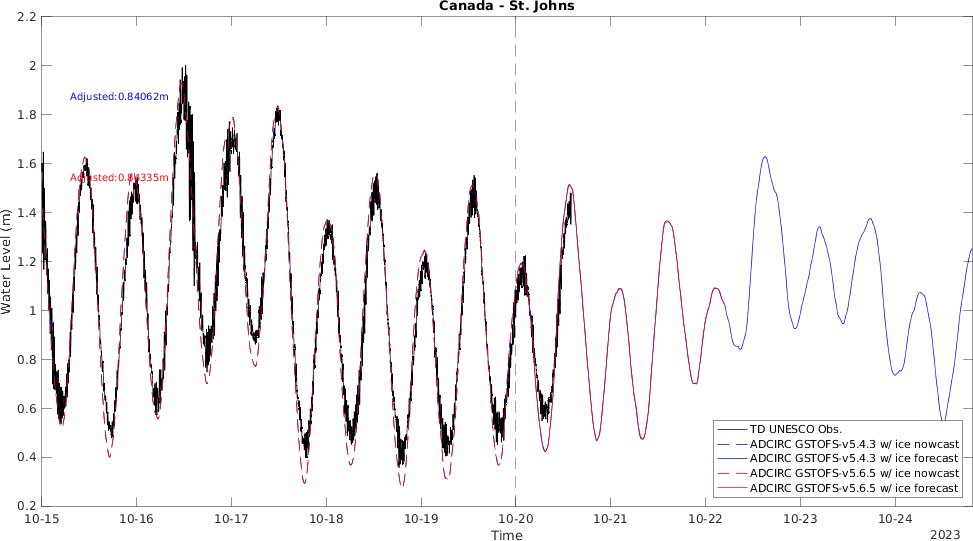 Canada - St. Johns
2.2
2
1.8
1.6
1.4
1.2
1
0.8
0.6
0.4
0.2
Water Level (m)
Adjusted:0.84062m
Adjusted:0.84335m
TD UNESCO Obs.
ADCIRC GSTOFS-v5.4.3 w/ ice nowcast
ADCIRC GSTOFS-v5.4.3 w/ ice forecast
ADCIRC GSTOFS-v5.6.5 w/ ice nowcast
ADCIRC GSTOFS-v5.6.5 w/ ice forecast
10-15 10-16 10-17 10-18 10-19 10-20 10-21 10-22 10-23 10-24
Time
2023